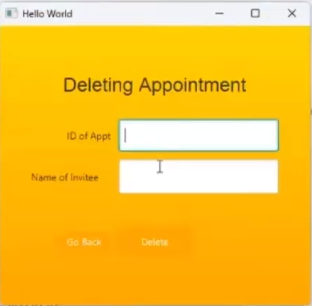 Hello World
Deleting Appointment
ID of Appt
Name of Invitee
Go Back
Delete